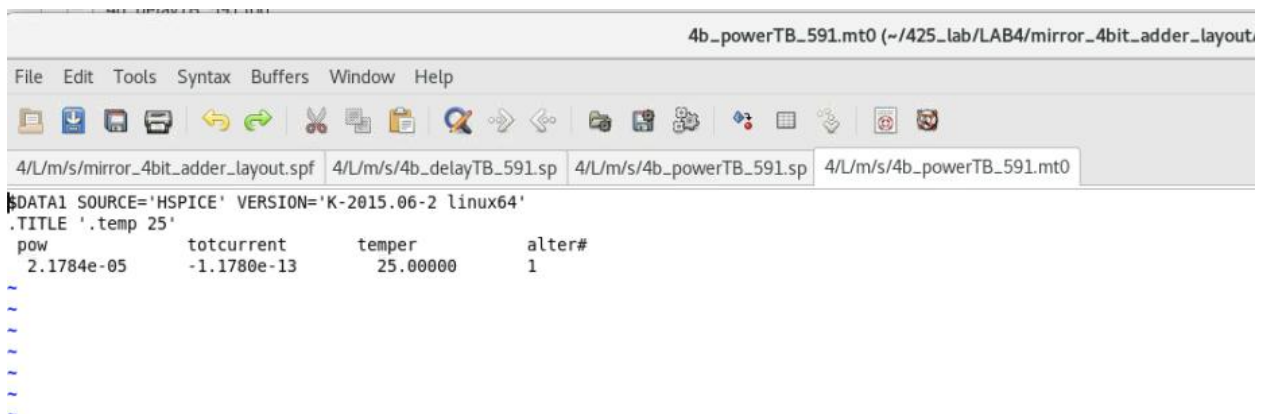 4b_powerTB_591.mt0 (~/425_lab/LAB4/mirror_4bit_adder_layout/
File Edit Tools Syntax Buffers Window Help
4/L/m/s/mirror_4bit_adder_layout.spf 4/L/m/s/4b_delayTB_591.sp 4/L/m/s/4b_powerTB_591.sp 4/L/m/s/4b_powerTB_591.mt0
$DATA1 SOURCE='HSPICE' VERSION='K-2015.06-2 linux64'
.TITLE '.temp 25'
pow totcurrent temper alter#
2.1784e-05 -1.1780e-13 25.00000 1
~
~
~
~
~
~
~